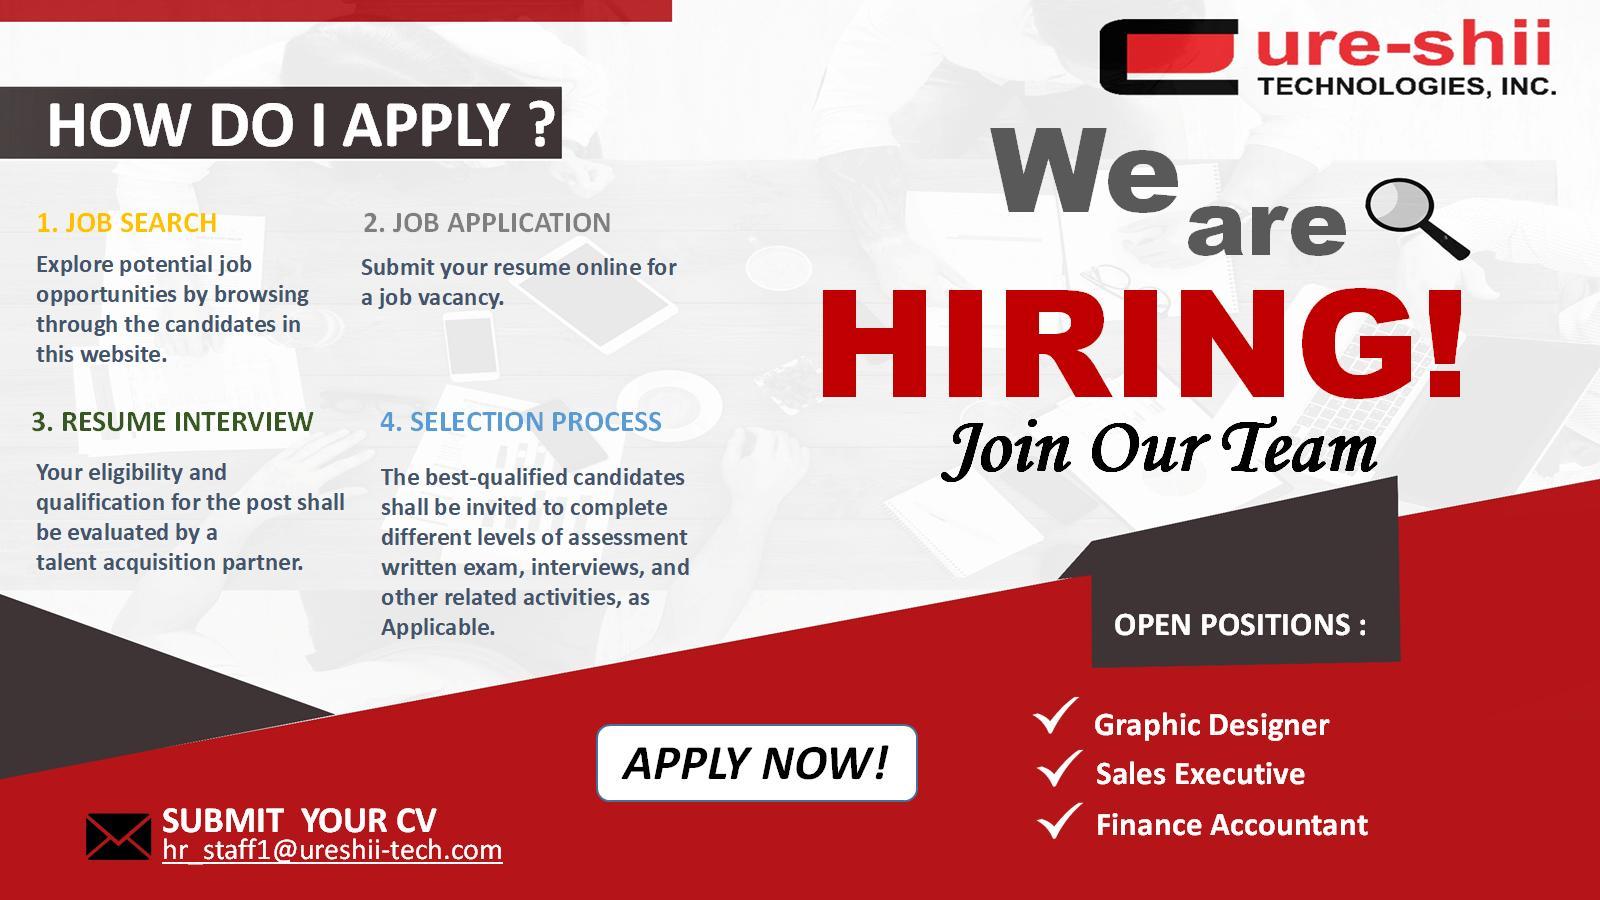 HOW DO I APPLY ?
1. JOB SEARCH
Explore potential job
opportunities by browsing
through the candidates in
this website.
2. JOB APPLICATION
Submit your resume online for
a job vacancy.
3. RESUME INTERVIEW
Your eligibility and
qualification for the post shall
be evaluated by a
talent acquisition partner.
4. SELECTION PROCESS
The best-qualified candidates
shall be invited to complete
different levels of assessment
written exam, interviews, and
other related activities, as
Applicable.
ure-shii
TECHNOLOGIES, INC.
We
are
HIRING!
Join Our Team
OPEN POSITIONS :
Graphic Designer
Sales Executive
Finance Accountant
APPLY NOW!
SUBMIT YOUR CV
hr_staff1@ureshii-tech.com